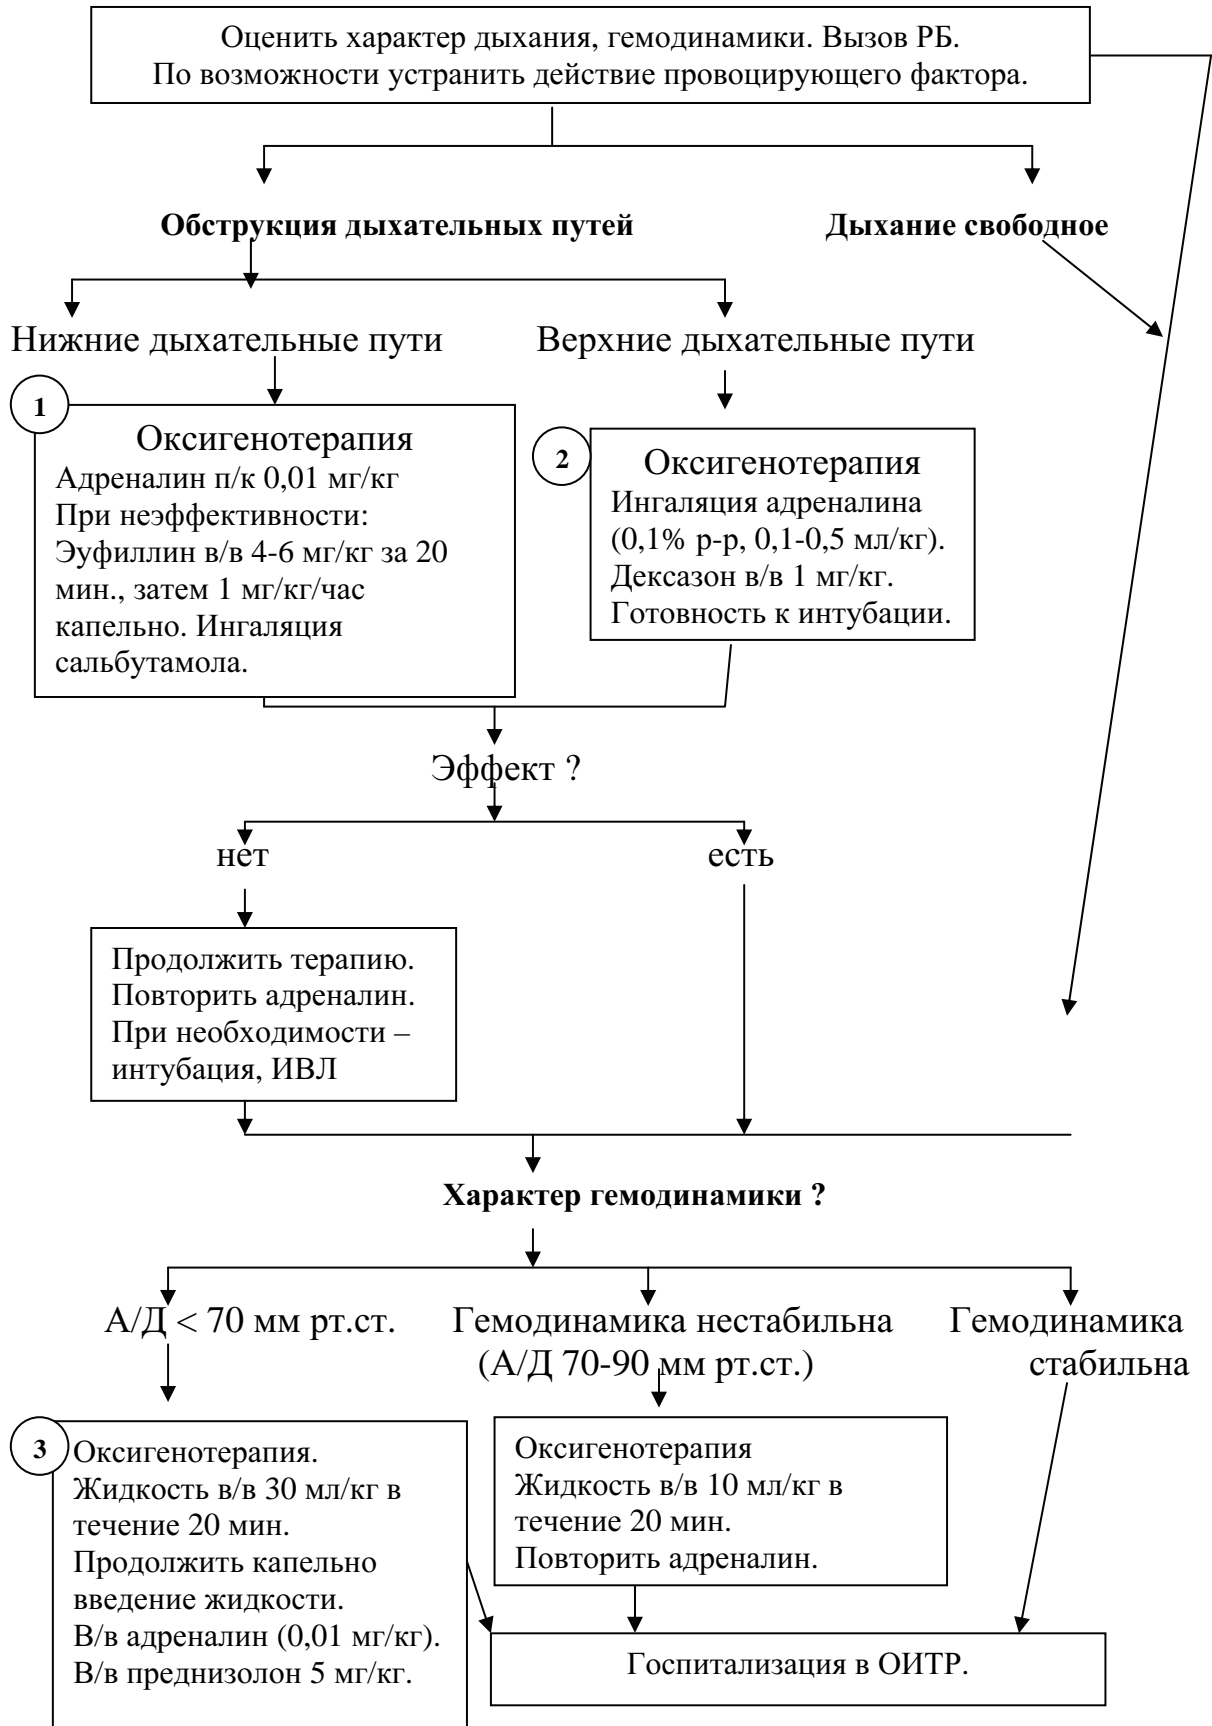 Оценить характер дыхания, гемодинамики. Вызов РБ.
По возможности устранить действие провоцирующего фактора.
Обструкция дыхательных путей
Дыхание свободное
Нижние дыхательные пути
Верхние дыхательные пути
1
Оксигенотерапия
Адреналин п/к 0,01 мг/кг
При неэффективности:
Эуфиллин в/в 4-6 мг/кг за 20
мин., затем 1 мг/кг/час
капельно. Ингаляция
сальбутамола.
2
Оксигенотерапия
Ингаляция адреналина
(0,1% р-р, 0,1-0,5 мл/кг).
Дексазон в/в 1 мг/кг.
Готовность к интубации.
Эффект ?
нет
есть
Продолжить терапию.
Повторить адреналин.
При необходимости –
интубация, ИВЛ
Характер гемодинамики ?
А/Д < 70 мм рт.ст.
Гемодинамика нестабильна
(А/Д 70-90 мм рт.ст.)
Гемодинамика
стабильна
3
Оксигенотерапия.
Жидкость в/в 30 мл/кг в
течение 20 мин.
Продолжить капельно
введение жидкости.
В/в адреналин (0,01 мг/кг).
В/в преднизолон 5 мг/кг.
Оксигенотерапия
Жидкость в/в 10 мл/кг в
течение 20 мин.
Повторить адреналин.
Госпитализация в ОИТР.